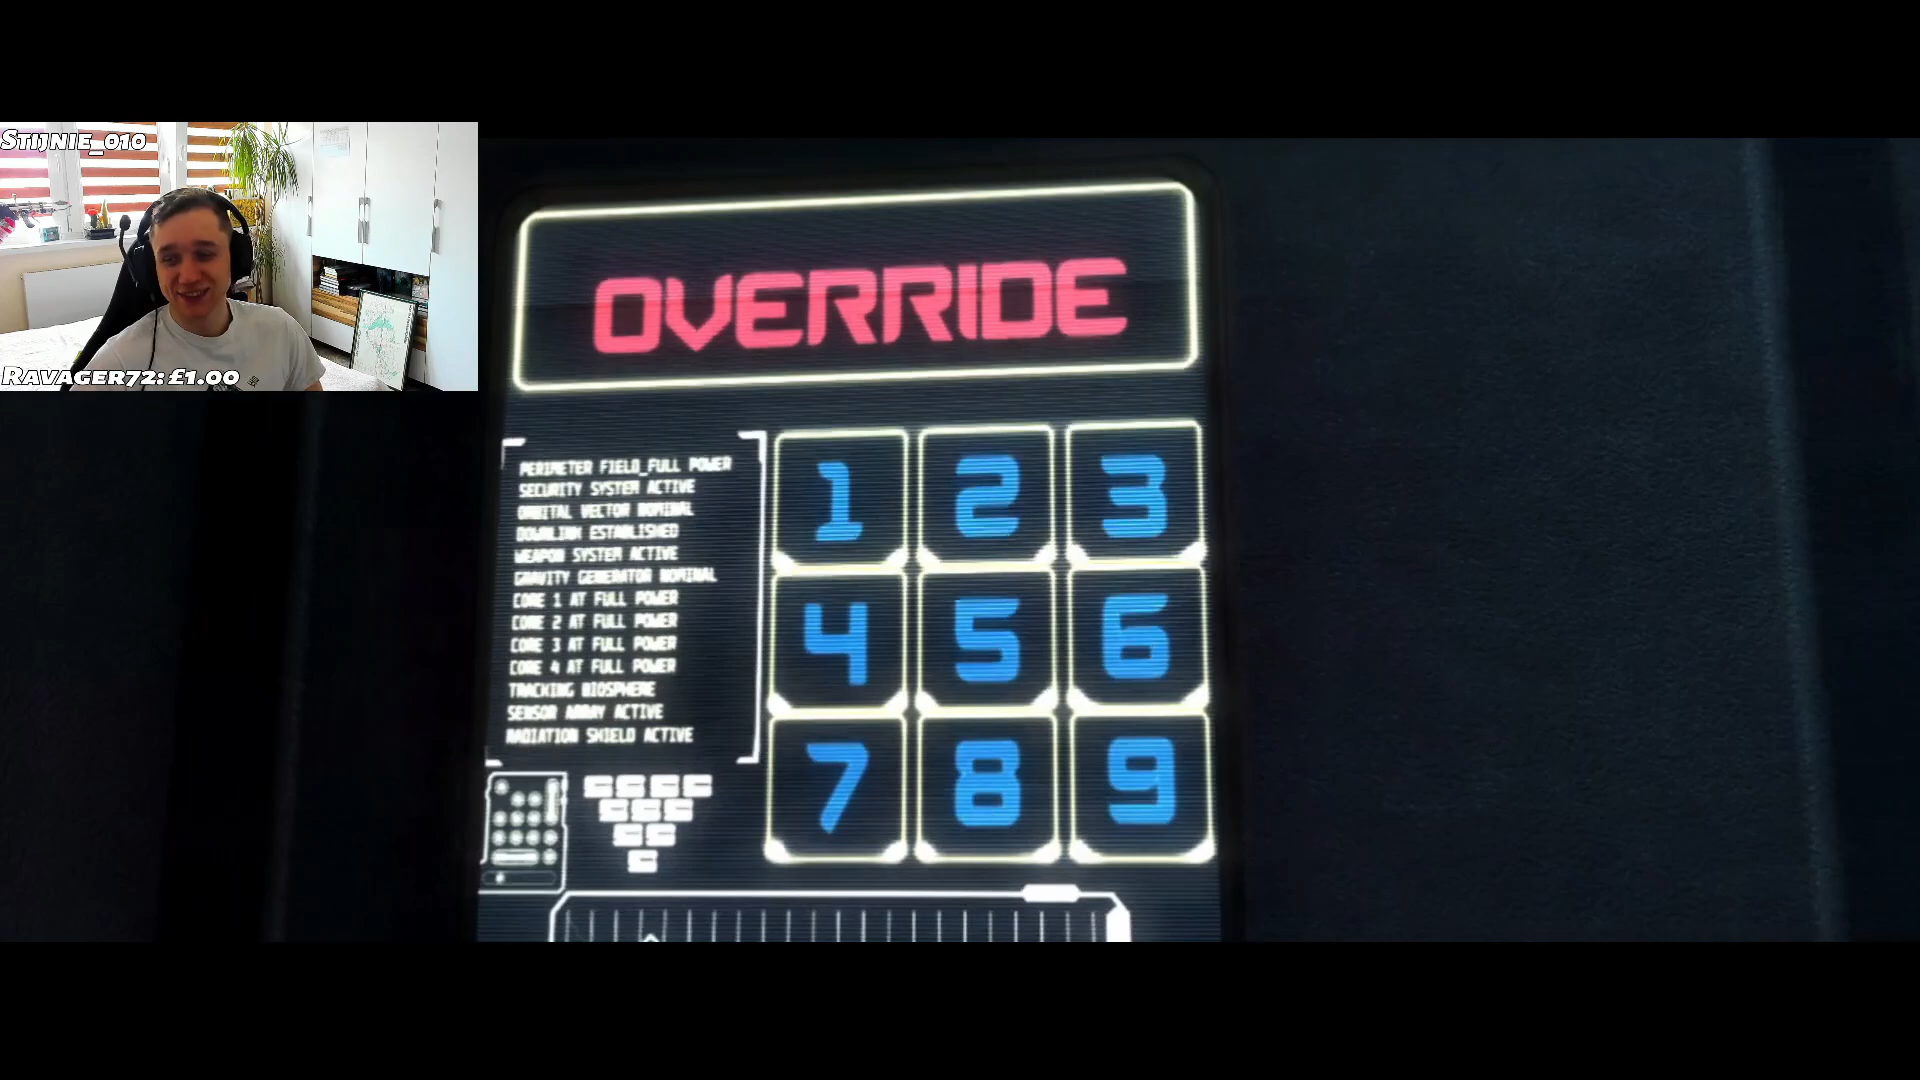 Stijnie_010
Ravager72: £1.00
OVERRIDE
PERIMETER FIELD_FULL POWER
SECURITY SYSTEM ACTIVE
ORBITAL VECTOR NOMINAL
DOWNLINK ESTABLISHED
WEAPON SYSTEM ACTIVE
GRAVITY GENERATOR NOMINAL
CORE 1 AT FULL POWER
CORE 2 AT FULL POWER
CORE 3 AT FULL POWER
CORE 4 AT FULL POWER
TRACKING BIOSPHERE
SENSOR ARRAY ACTIVE
RADIATION SHIELD ACTIVE
1 2 3
4 5 6
7 8 9